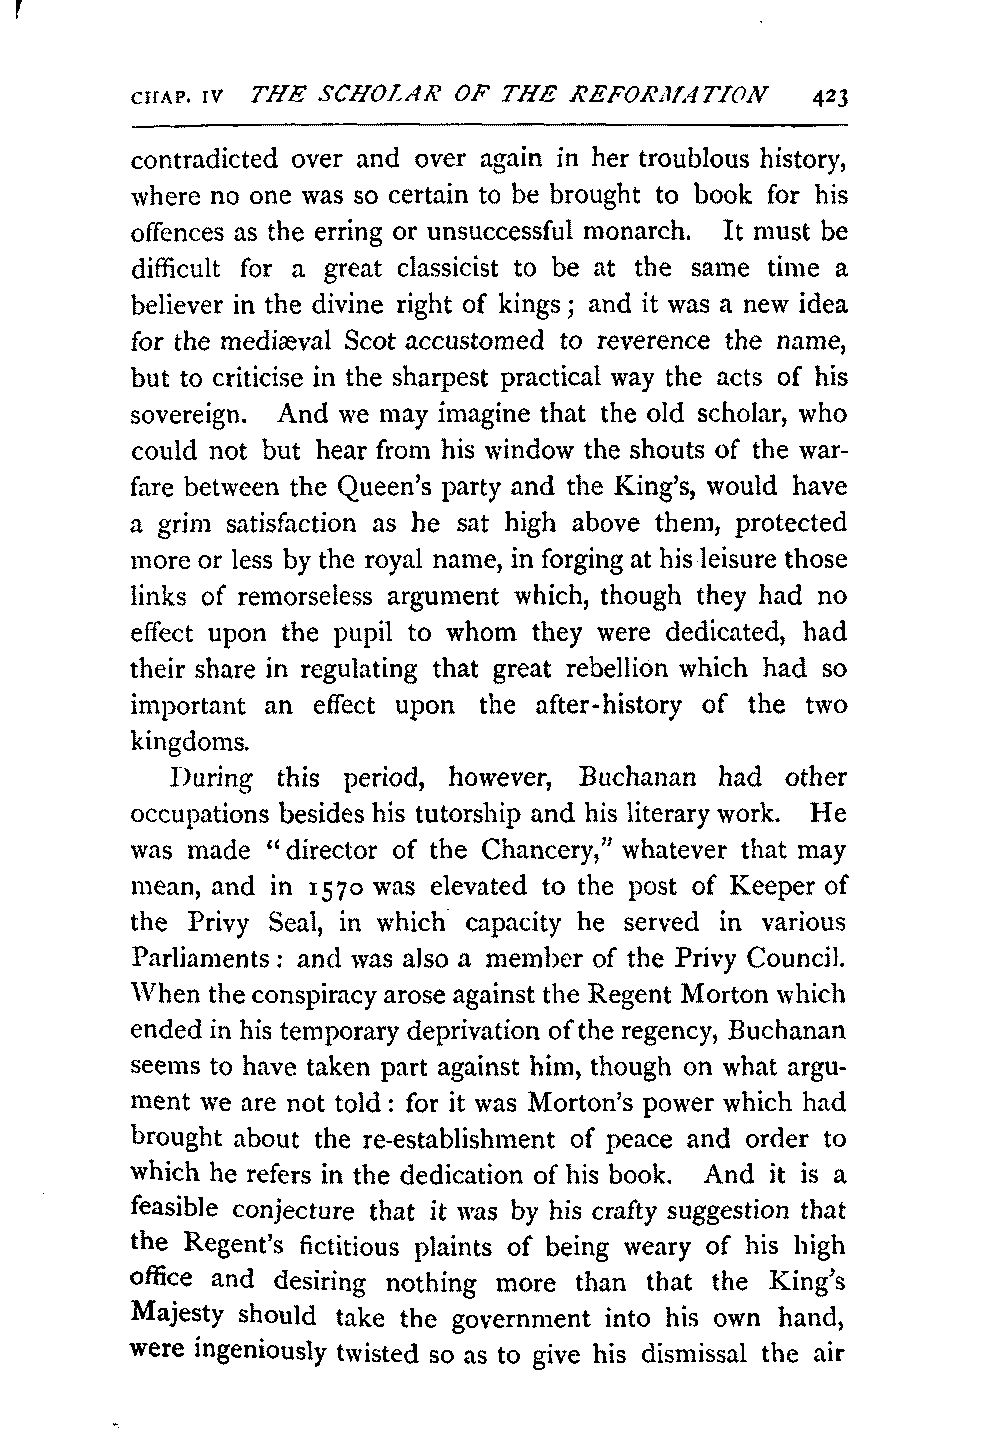 CHAP. IV THE SCHOLAR OF THE REFORMATION 423
contradicted over and over again in her troublous history,
where no one was so certain to be brought to book for his
offences as the erring or unsuccessful monarch. It must be
difficult for a great classicist to be at the same time a
believer in the divine right of kings; and it was a new idea
for the mediæval Scot accustomed to reverence the name,
but to criticise in the sharpest practical way the acts of his
sovereign. And we may imagine that the old scholar, who
could not but hear from his window the shouts of the war-
fare between the Queen's party and the King's, would have
a grim satisfaction as he sat high above them, protected
more or less by the royal name, in forging at his leisure those
links of remorseless argument which, though they had no
effect upon the pupil to whom they were dedicated, had
their share in regulating that great rebellion which had so
important an effect upon the after-history of the two
kingdoms.
During this period, however, Buchanan had other
occupations besides his tutorship and his literary work. He
was made "director of the Chancery," whatever that may
mean, and in 1570 was elevated to the post of Keeper of
the Privy Seal, in which capacity he served in various
Parliaments: and was also a member of the Privy Council.
When the conspiracy arose against the Regent Morton which
ended in his temporary deprivation of the regency, Buchanan
seems to have taken part against him, though on what argu-
ment we are not told: for it was Morton's power which had
brought about the re-establishment of peace and order to
which he refers in the dedication of his book. And it is a
feasible conjecture that it was by his crafty suggestion that
the Regent's fictitious plaints of being weary of his high
office and desiring nothing more than that the King's
Majesty should take the government into his own hand,
were ingeniously twisted so as to give his dismissal the air